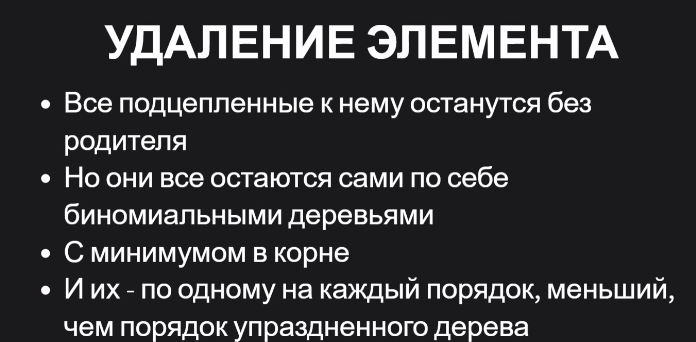 УДАЛЕНИЕ ЭЛЕМЕНТА
• Все подцепленные к нему останутся без
родителя
• Но они все остаются сами по себе
биномиальными деревьями
• С минимумом в корне
• И их - по одному на каждый порядок, меньший,
чем порядок упраздненного дерева